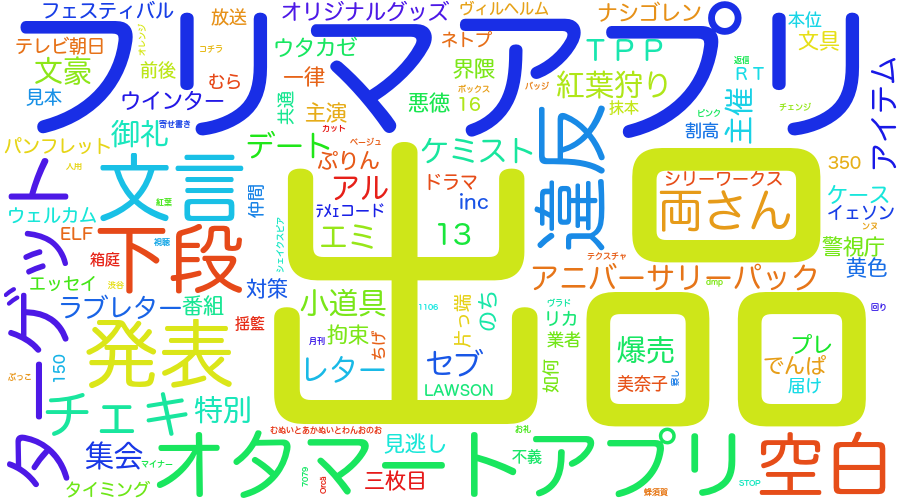 フェスティバル
放送
オリジナルグッズ
ヴィルヘルム
ナシゴレン
本位
フリマアプリ
テレビ朝日
オレンジ
コチラ
ウタカゼ
ネトプ
TPP
文具
文豪
前後
むら
一律
界隈
返信
RT
見本
ウインター
共通
主演
悪徳
ボックス
16
バッジ
紅葉狩り
抹本
ピンク
チェンジ
主催
アイテム
寄せ書き
カット
割高
パンフレット
御礼
デート
ベージュ
ぷりん
ケミスト
違反
350
人用
文言
アル
ドラマ
シリーワークス
ケース
紅葉
仲間
ﾃﾒｪコード
inc
両さん
イェソン
ウェルカム
シェイクスピア
エミ
13
ンヌ
ELF
視聴
警視庁
箱庭
下段
テクスチャ
黄色
エッセイ
渋谷
対策
アニバーサリーパック
dmp
ターゲット
ラブレター
番組
小道具
1106
片っ端
のち
ヴラド
リカ
回り
揺籃
月刊
拘束
ちげ
業者
発表
150
レター
セブ
如何
爆売
プレ
でんぱ
ぶっこ
LAWSON
美奈子
届け
チェキ
特別
出品
むぬいとあかぬいとわんおのお
お礼
集会
マイナー
オタマートアプリ
見逃し
不義
空白
タイミング
7079
Orcä
三枚目
蜂須賀
STOP